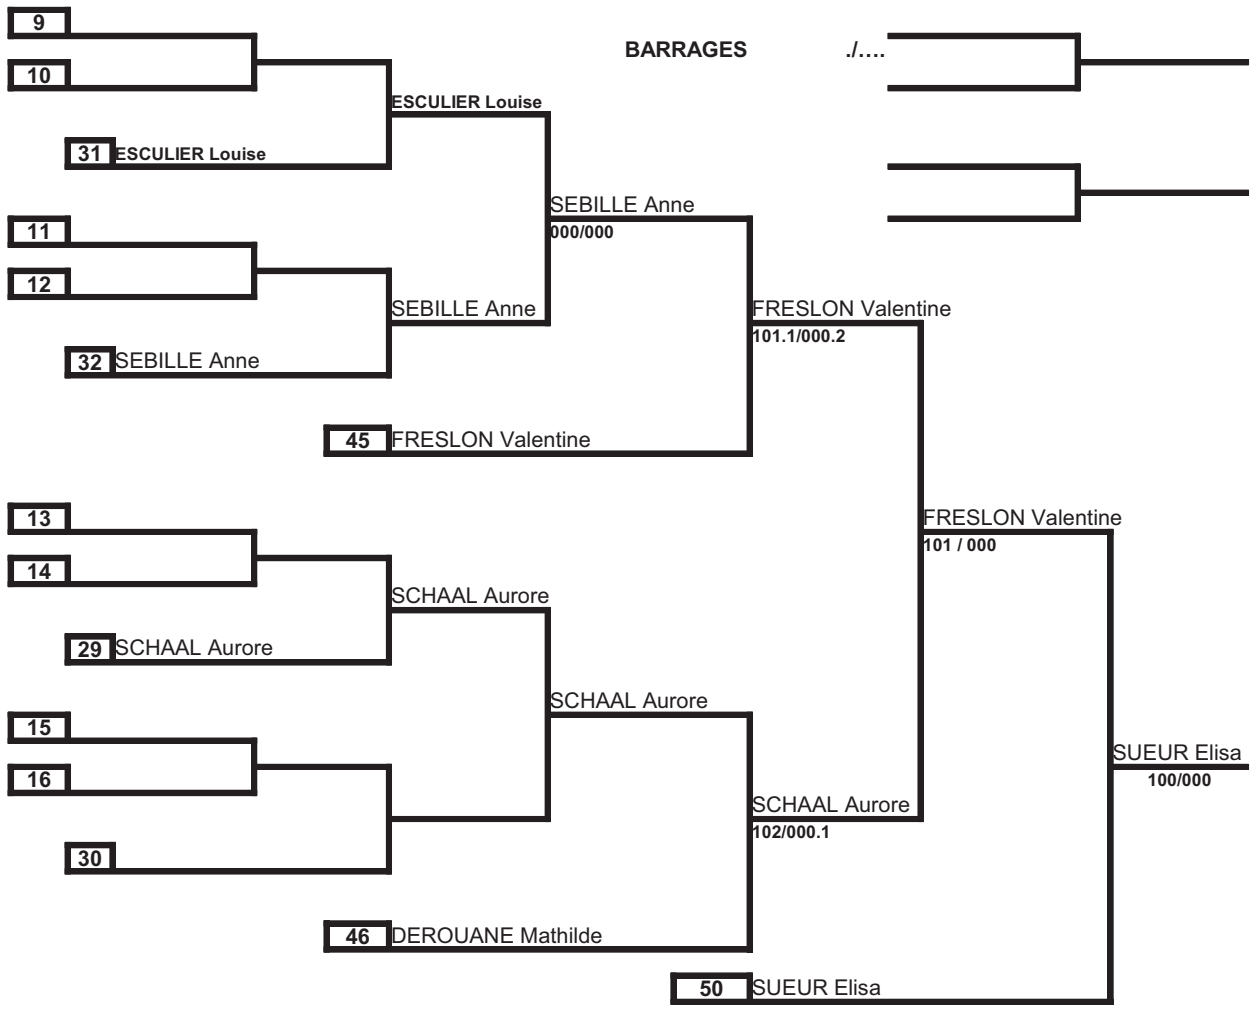 9
BARRAGES ./....
10
ESCULIER Louise
31 ESCULIER Louise
SEBILLE Anne
11
000/000
12
SEBILLE Anne
FRESLON Valentine
101.1/000.2
32 SEBILLE Anne
45 FRESLON Valentine
13
FRESLON Valentine
101 / 000
14
SCHAAL Aurore
29 SCHAAL Aurore
SCHAAL Aurore
15
SUEUR Elisa
16
100/000
SCHAAL Aurore
102/000.1
30
46 DEROUANE Mathilde
50 SUEUR Elisa